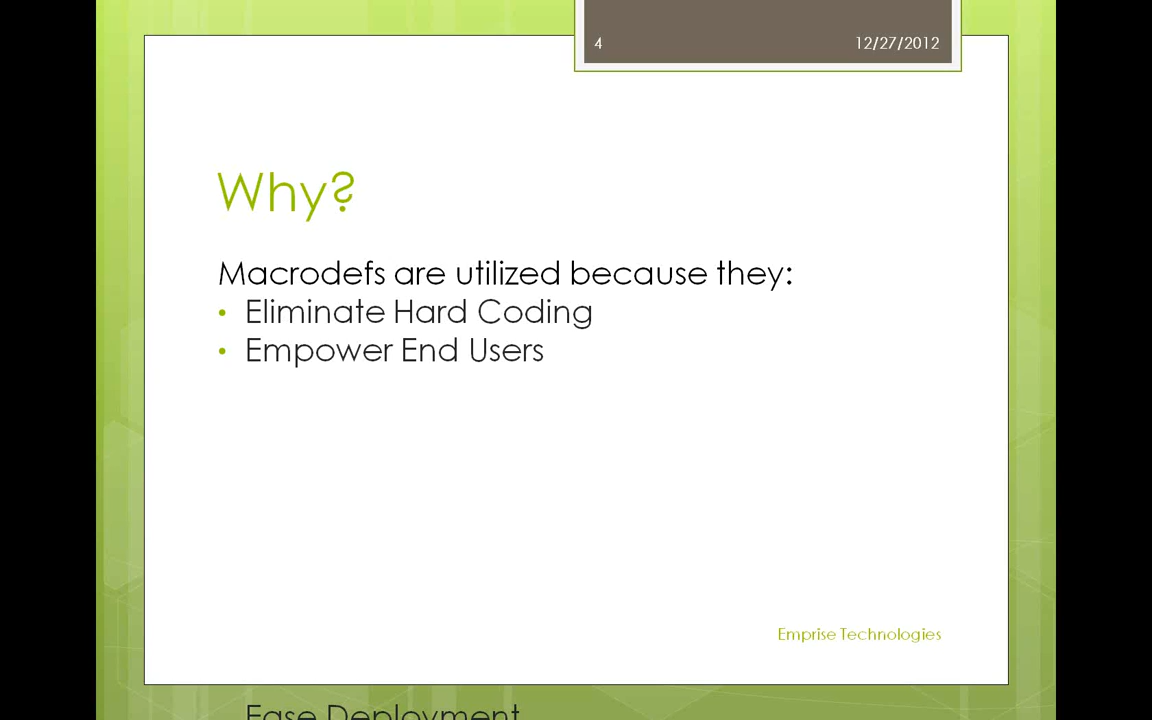 4 12/27/2012
Why?
Macrodefs are utilized because they:
• Eliminate Hard Coding
• Empower End Users
Emprise Technologies
Ease Deployment